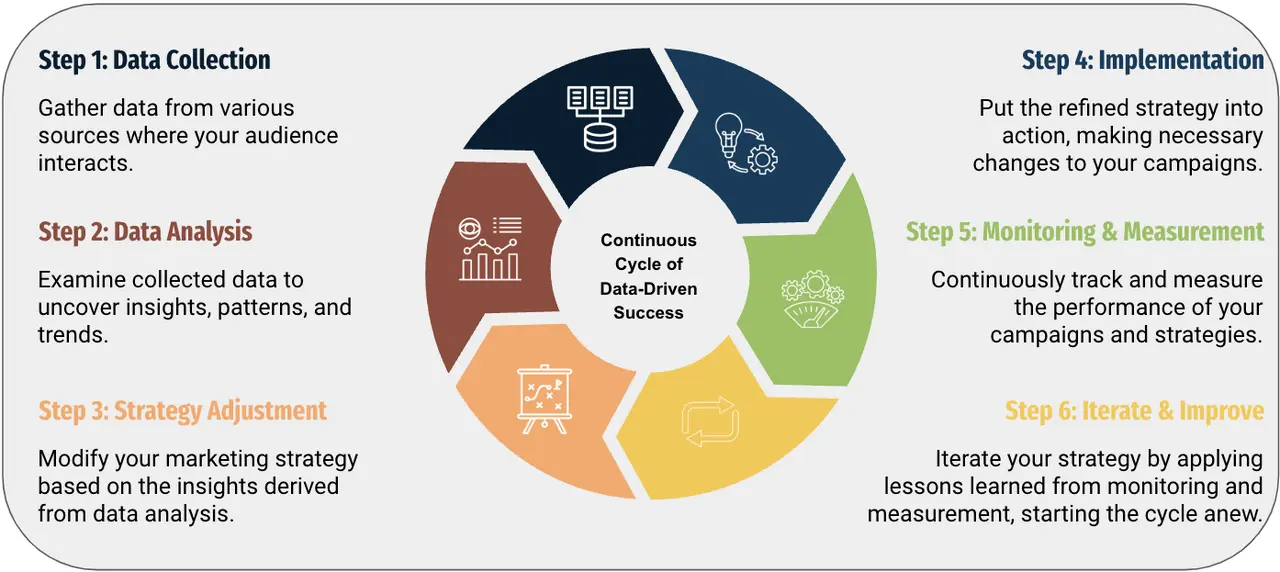 Step 1: Data Collection
Gather data from various
sources where your audience
interacts.
Step 2: Data Analysis
Examine collected data to
uncover insights, patterns, and
trends.
Step 3: Strategy Adjustment
Modify your marketing strategy
based on the insights derived
from data analysis.
Continuous
Cycle of
Data-Driven
Success
Step 4: Implementation
Put the refined strategy into
action, making necessary
changes to your campaigns.
Step 5: Monitoring & Measurement
Continuously track and measure
the performance of your
campaigns and strategies.
Step 6: Iterate & Improve
Iterate your strategy by applying
lessons learned from monitoring and
measurement, starting the cycle anew.